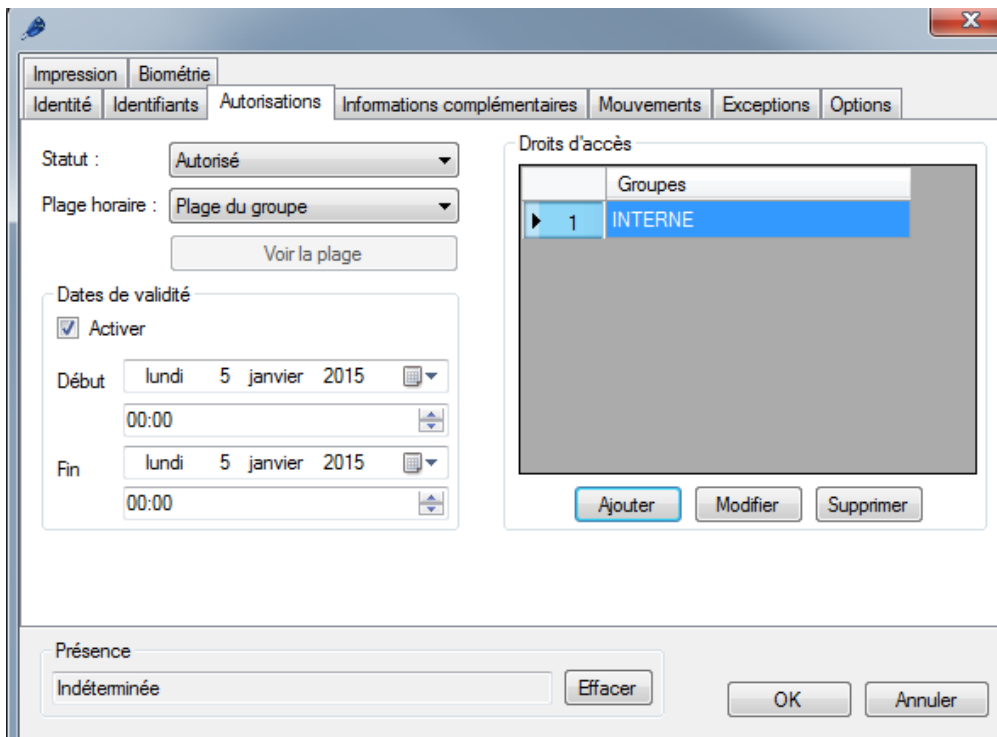 Impression Biométrie
Identité Identifiants Autorisations Informations complémentaires Mouvements Exceptions Options
Statut : Autorisé
Plage horaire : Plage du groupe
Voir la plage
Dates de validité
Activer
Début lundi 5 janvier 2015
00:00
Fin lundi 5 janvier 2015
00:00
Droits d'accès
Groupes
1 INTERNE
Ajouter Modifier Supprimer
Présence
Indéterminée Effacer
OK Annuler